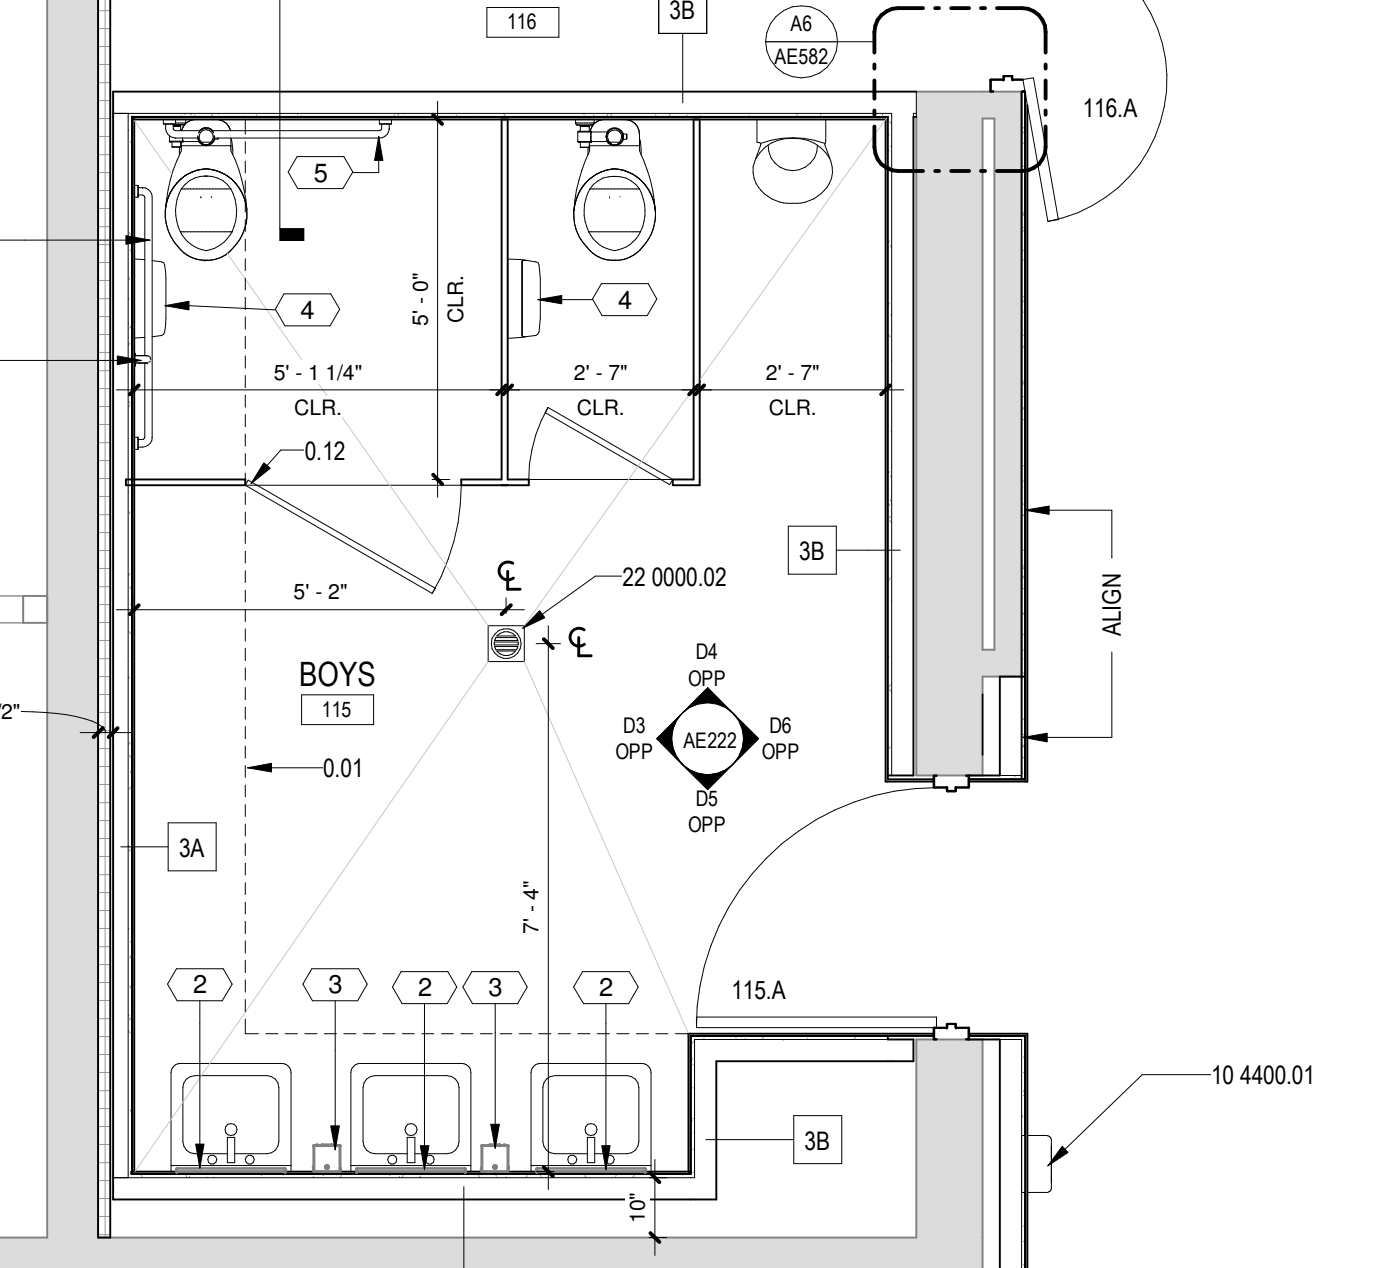 116
3B
A6
AE582
116.A
5
4
4
5' - 0"
CLR.
5' - 1 1/4"
CLR.
2' - 7"
CLR.
2' - 7"
CLR.
0.12
3B
℄
22 0000.02
5' - 2"
℄
ALIGN
BOYS
115
D4
OPP
D3
OPP
AE222
D6
OPP
D5
OPP
/2"
0.01
3A
7' - 4"
2
3
2
3
2
115.A
10 4400.01
3B
10"